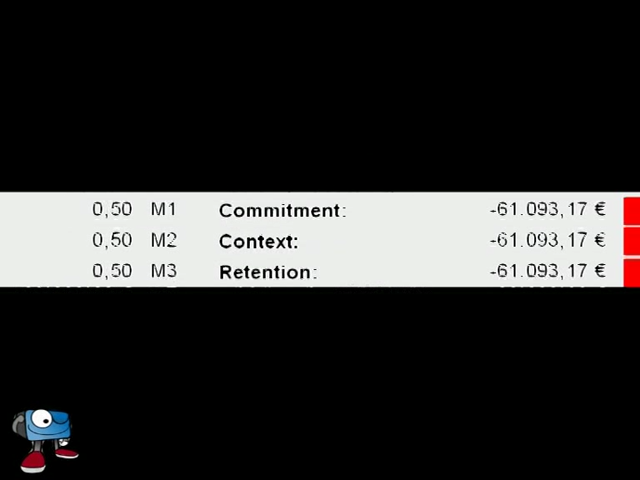 0,50 M1 Commitment: -61.093,17 €
0,50 M2 Context: -61.093,17 €
0,50 M3 Retention: -61.093,17 €